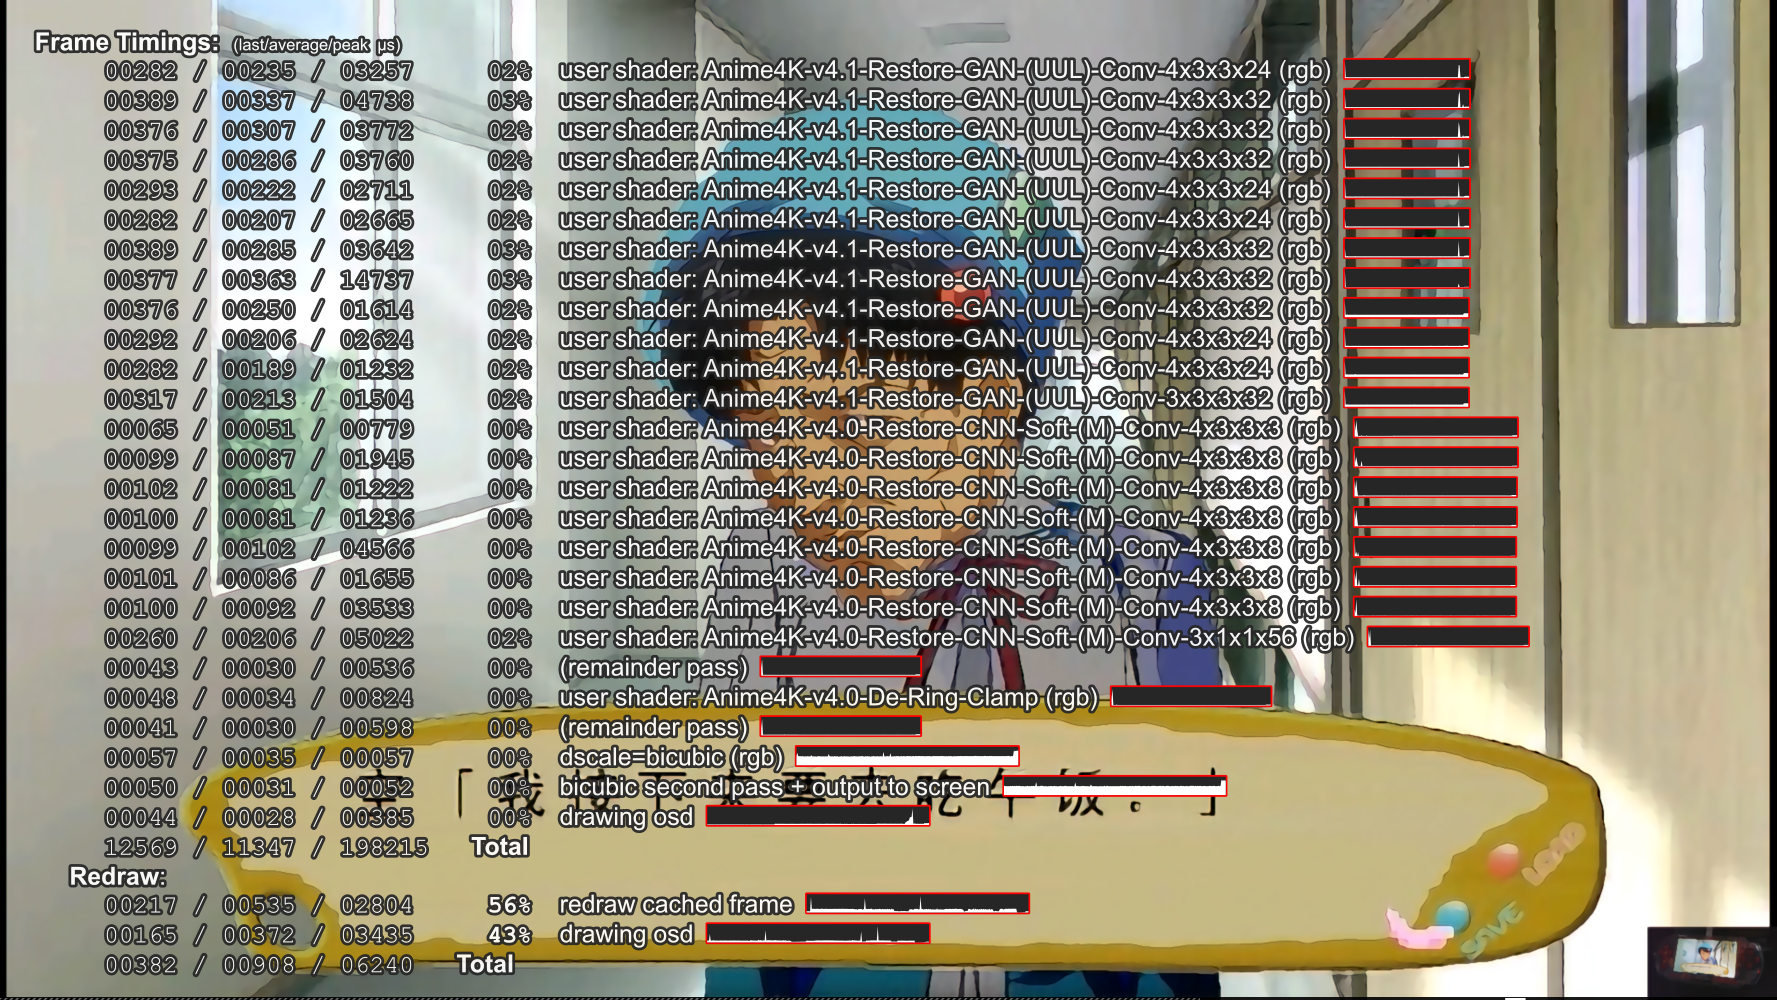 Frame Timings: (last/average/peak µs)
00282 / 00235 / 03257 02% user shader: Anime4K-v4.1-Restore-GAN-(UUL)-Conv-4x3x3x24 (rgb)
00389 / 00337 / 04738 03% user shader: Anime4K-v4.1-Restore-GAN-(UUL)-Conv-4x3x3x32 (rgb)
00376 / 00307 / 03772 02% user shader: Anime4K-v4.1-Restore-GAN-(UUL)-Conv-4x3x3x32 (rgb)
00375 / 00286 / 03760 02% user shader: Anime4K-v4.1-Restore-GAN-(UUL)-Conv-4x3x3x32 (rgb)
00293 / 00222 / 02711 02% user shader: Anime4K-v4.1-Restore-GAN-(UUL)-Conv-4x3x3x24 (rgb)
00282 / 00207 / 02665 02% user shader: Anime4K-v4.1-Restore-GAN-(UUL)-Conv-4x3x3x24 (rgb)
00389 / 00285 / 03642 03% user shader: Anime4K-v4.1-Restore-GAN-(UUL)-Conv-4x3x3x32 (rgb)
00377 / 00363 / 14737 03% user shader: Anime4K-v4.1-Restore-GAN-(UUL)-Conv-4x3x3x32 (rgb)
00376 / 00250 / 01614 02% user shader: Anime4K-v4.1-Restore-GAN-(UUL)-Conv-4x3x3x32 (rgb)
00292 / 00206 / 02624 02% user shader: Anime4K-v4.1-Restore-GAN-(UUL)-Conv-4x3x3x24 (rgb)
00282 / 00189 / 01232 02% user shader: Anime4K-v4.1-Restore-GAN-(UUL)-Conv-4x3x3x24 (rgb)
00317 / 00213 / 01504 02% user shader: Anime4K-v4.1-Restore-GAN-(UUL)-Conv-3x3x3x32 (rgb)
00065 / 00051 / 00779 00% user shader: Anime4K-v4.0-Restore-CNN-Soft-(M)-Conv-4x3x3x3 (rgb)
00099 / 00087 / 01945 00% user shader: Anime4K-v4.0-Restore-CNN-Soft-(M)-Conv-4x3x3x8 (rgb)
00102 / 00081 / 01222 00% user shader: Anime4K-v4.0-Restore-CNN-Soft-(M)-Conv-4x3x3x8 (rgb)
00100 / 00081 / 01236 00% user shader: Anime4K-v4.0-Restore-CNN-Soft-(M)-Conv-4x3x3x8 (rgb)
00099 / 00102 / 04566 00% user shader: Anime4K-v4.0-Restore-CNN-Soft-(M)-Conv-4x3x3x8 (rgb)
00101 / 00086 / 01655 00% user shader: Anime4K-v4.0-Restore-CNN-Soft-(M)-Conv-4x3x3x8 (rgb)
00100 / 00092 / 03533 00% user shader: Anime4K-v4.0-Restore-CNN-Soft-(M)-Conv-4x3x3x8 (rgb)
00260 / 00206 / 05022 02% user shader: Anime4K-v4.0-Restore-CNN-Soft-(M)-Conv-3x1x1x56 (rgb)
00043 / 00030 / 00536 00% (remainder pass)
00048 / 00034 / 00824 00% user shader: Anime4K-v4.0-De-Ring-Clamp (rgb)
00041 / 00030 / 00598 00% (remainder pass)
00057 / 00035 / 00057 00% dscale=bicubic (rgb)
00050 / 00031 / 00052 00% bicubic second pass + output to screen
「我接下来要去吃午饭。」
00044 / 00028 / 00385 00% drawing osd
12569 / 11347 / 198215 Total
Redraw:
00217 / 00535 / 02804 56% redraw cached frame
00165 / 00372 / 03435 43% drawing osd
00382 / 00908 / 06240 Total
LOAD
SAVE